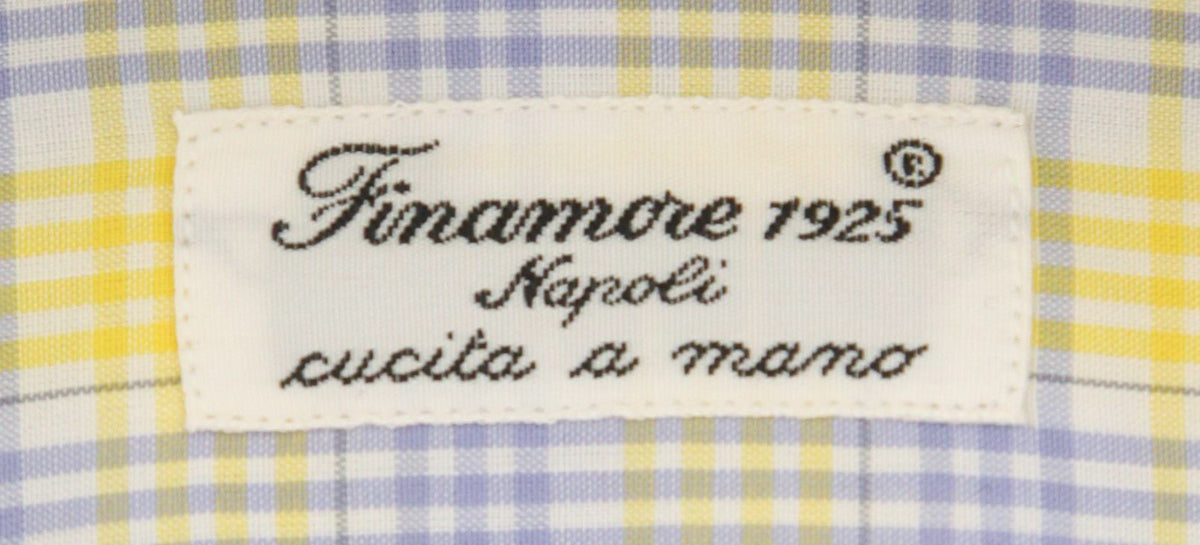 Finamore 1925®
Napoli
cucita a mano